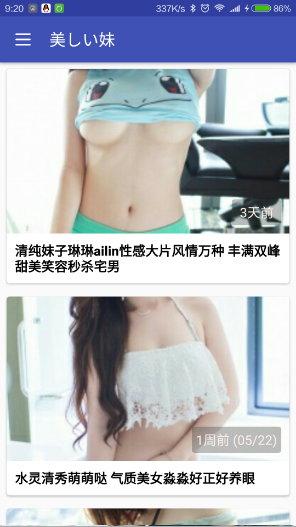 9:20 337K/s 86%
美しい妹
3天前
清纯妹子琳琳ailin性感大片风情万种 丰满双峰
甜美笑容秒杀宅男
1周前 (05/22)
水灵清秀萌萌哒 气质美女淼淼好正好养眼